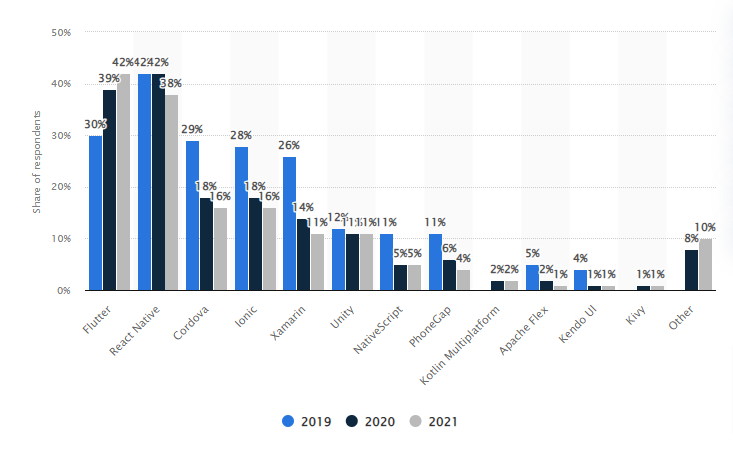 50%
40%
30%
20%
10%
0%
Share of respondents
30% 39% 42%
42% 42% 38%
29% 18% 16%
28% 18% 16%
26% 14% 11%
12% 11% 11%
11% 5% 5%
11% 6% 4%
2% 2%
5% 2% 1%
4% 1% 1%
1% 1%
8% 10%
Flutter
React Native
Cordova
Ionic
Xamarin
Unity
NativeScript
PhoneGap
Kotlin Multiplatform
Apache Flex
Kendo UI
Kivy
Other
2019 2020 2021